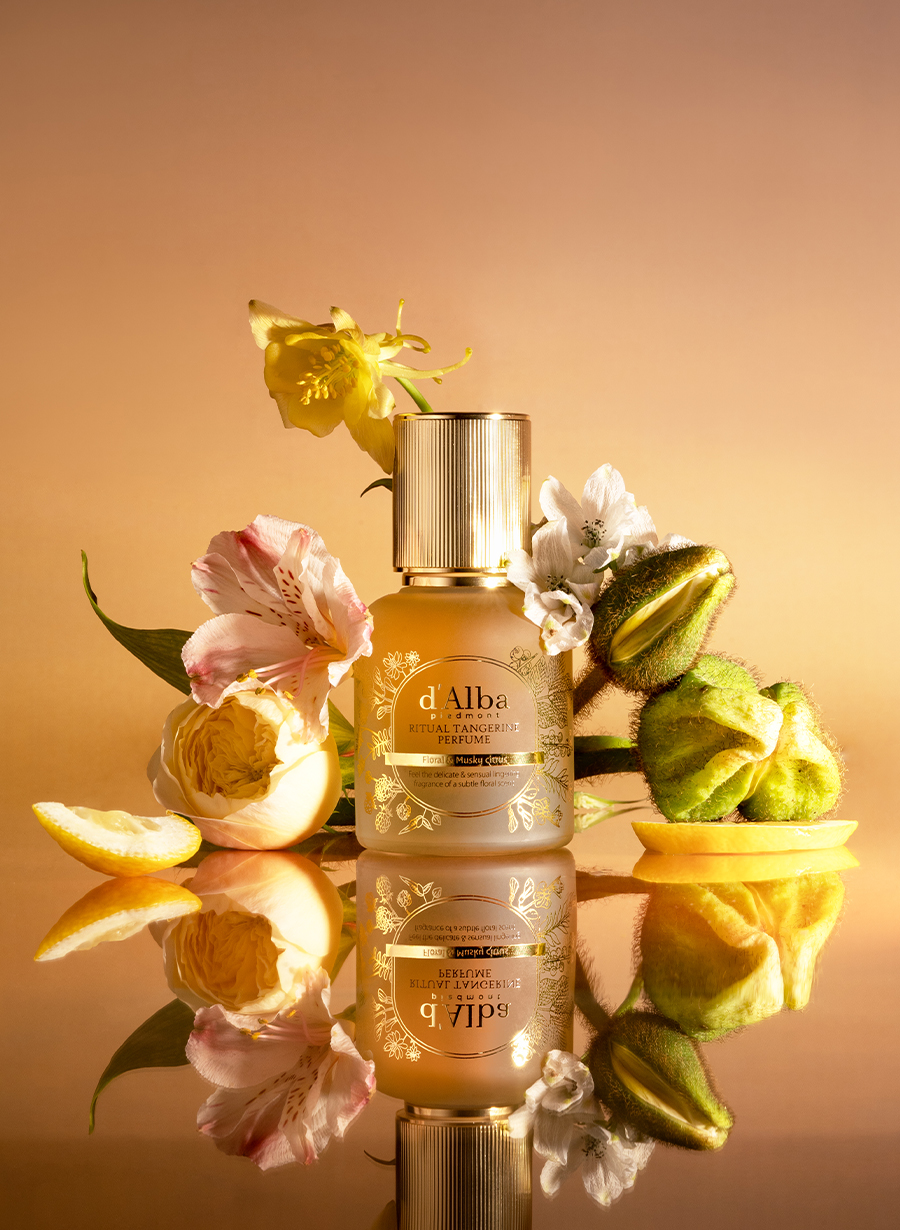 d'Alba
piedmont
RITUAL TANGERINE
PERFUME
Floral & Musky citrus
Feel the delicate & sensual lingering
fragrance of a subtle floral scent